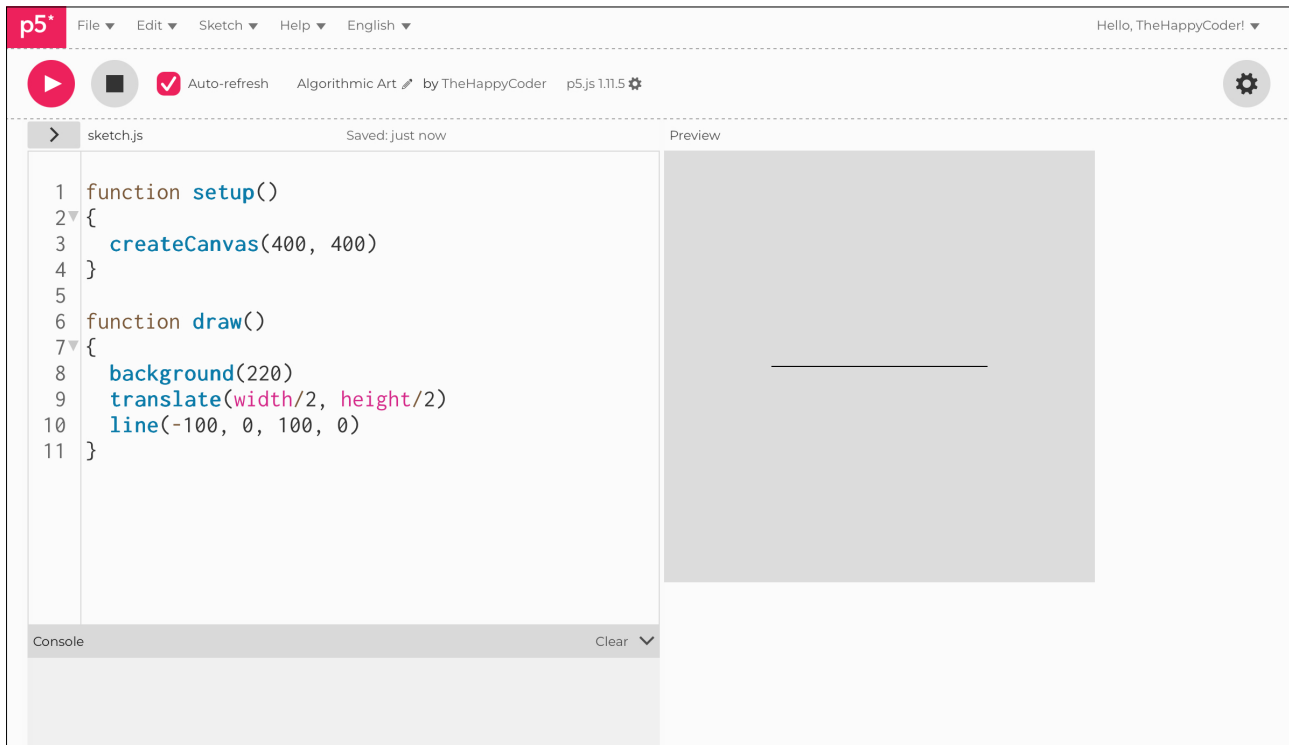 p5* File Edit Sketch Help English Hello, TheHappyCoder!
Auto-refresh Algorithmic Art by TheHappyCoder p5.js 1.11.5
sketch.js Saved: just now Preview
1 function setup()
2 {
3 createCanvas(400, 400)
4 }
5
6 function draw()
7 {
8 background(220)
9 translate(width/2, height/2)
10 line(-100, 0, 100, 0)
11 }
Console Clear